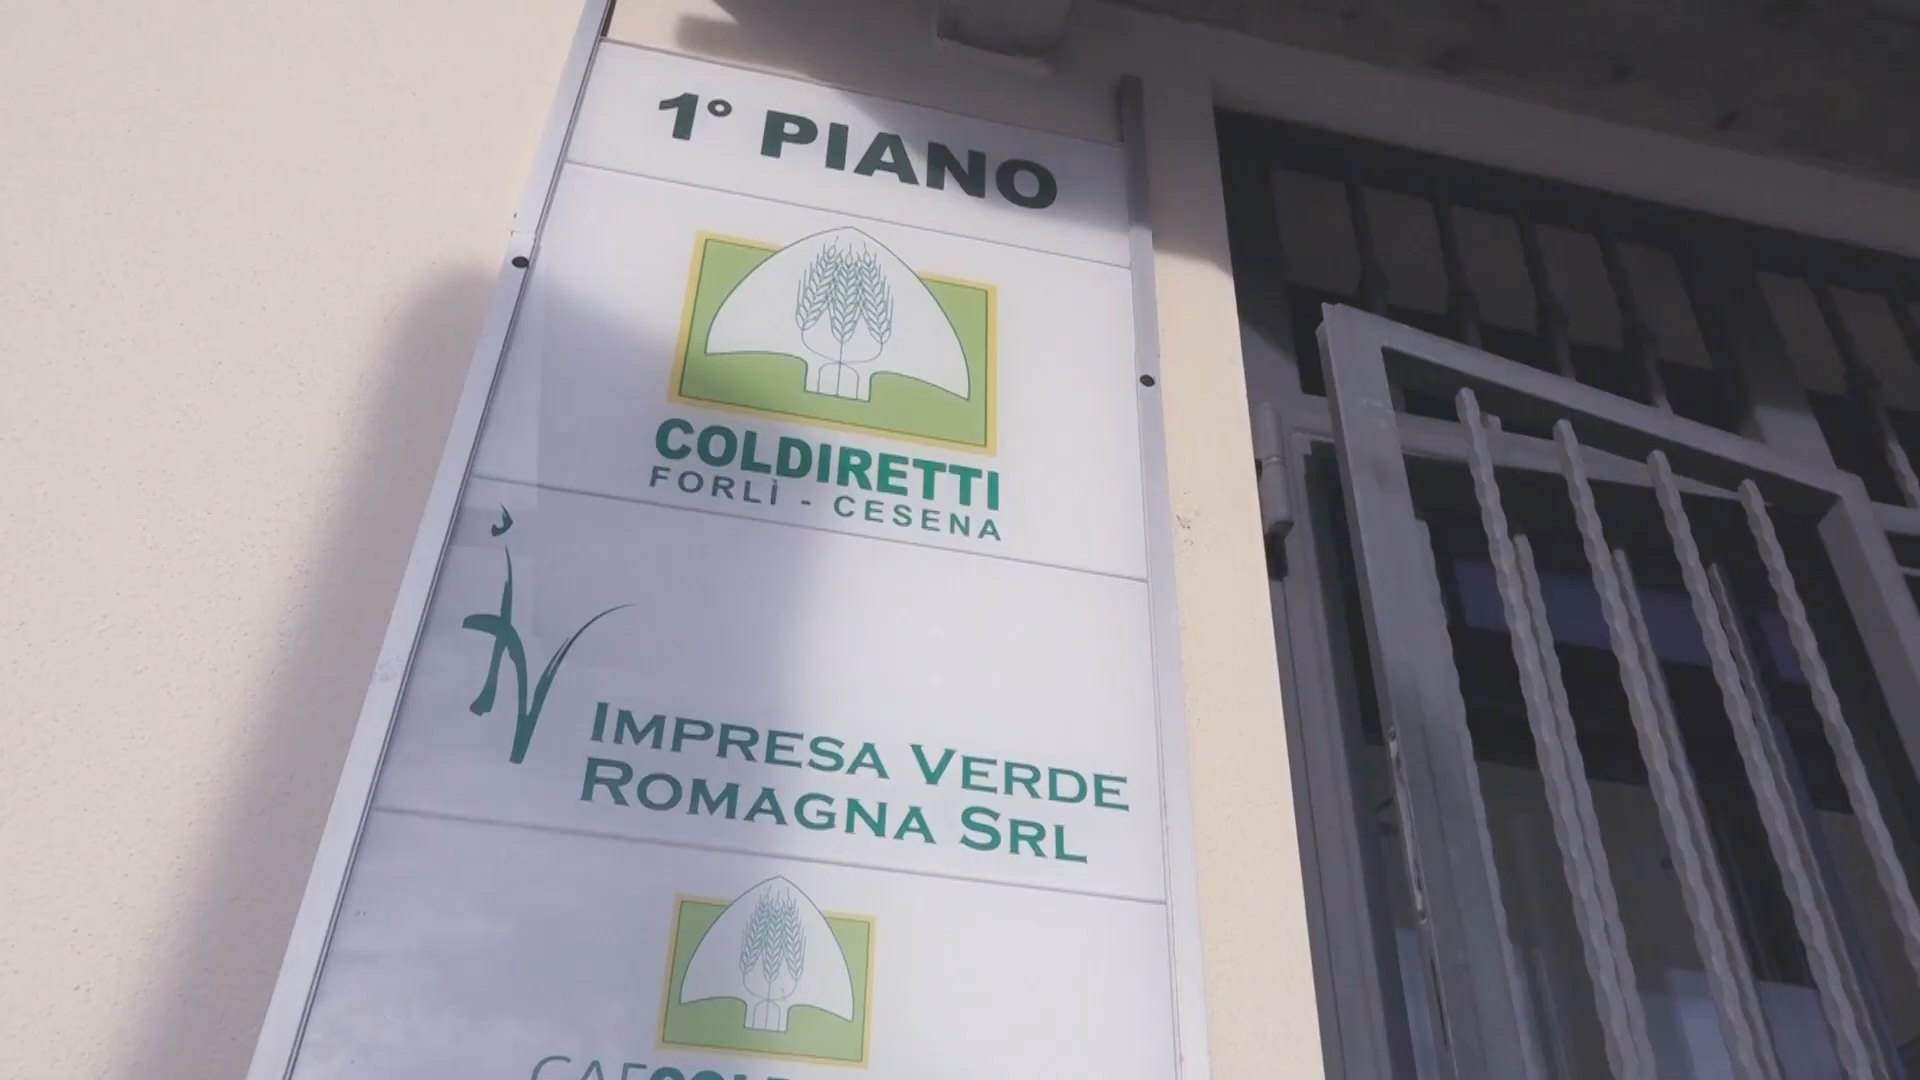 1° PIANO
COLDIRETTI
FORLÌ - CESENA
IMPRESA VERDE
ROMAGNA SRL